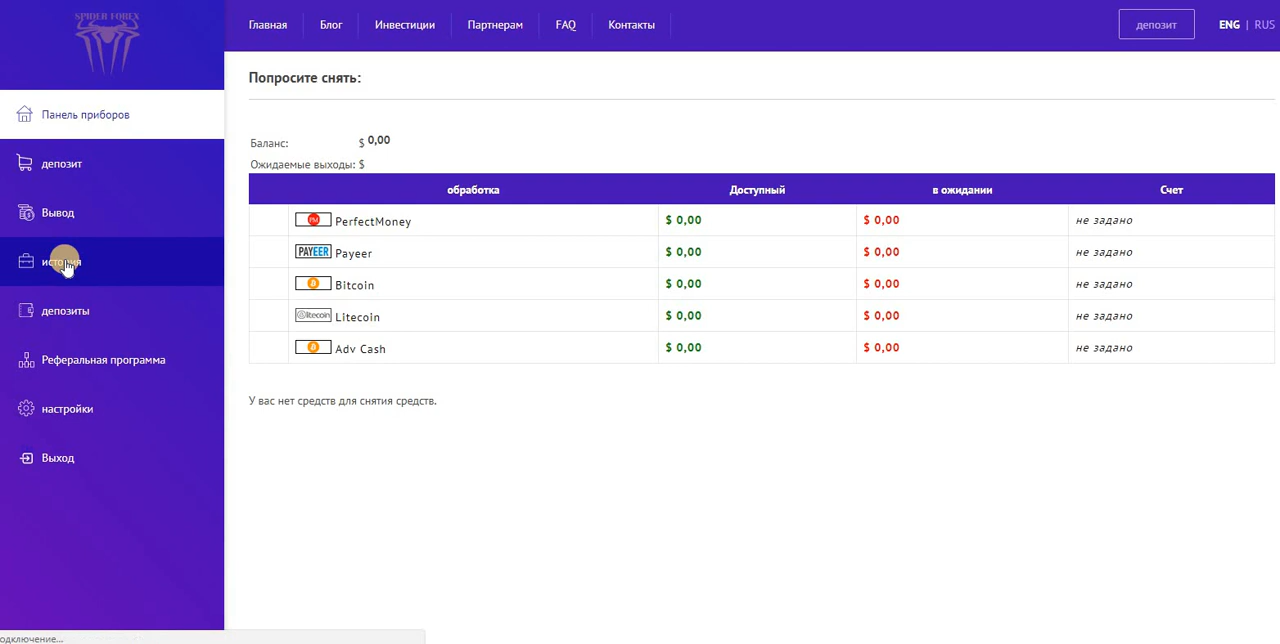 SPIDER FOREX
Главная Блог Инвестиции Партнерам FAQ Контакты депозит ENG | RUS
Панель приборов
депозит
Вывод
история
депозиты
Реферальная программа
настройки
Выход
Попросите снять:
Баланс: $ 0,00
Ожидаемые выходы: $
обработка Доступный в ожидании Счет
PM PerfectMoney $ 0,00 $ 0,00 не задано
PAYEER Payeer $ 0,00 $ 0,00 не задано
Bitcoin $ 0,00 $ 0,00 не задано
litecoin Litecoin $ 0,00 $ 0,00 не задано
Adv Cash $ 0,00 $ 0,00 не задано
У вас нет средств для снятия средств.
одключение...